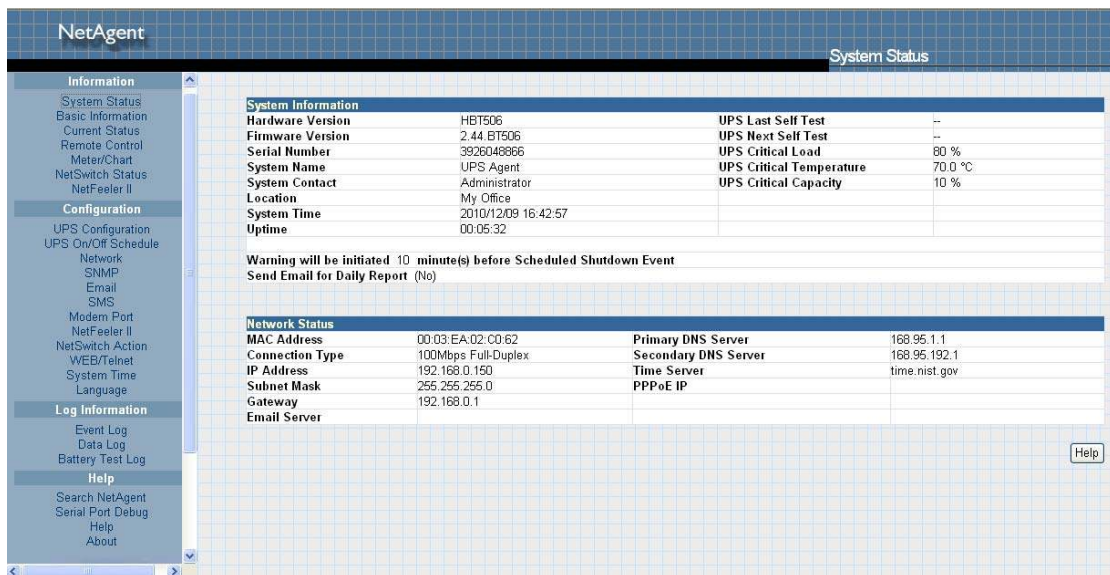 NetAgent
System Status
Information
System Status
Basic Information
Current Status
Remote Control
Meter/Chart
NetSwitch Status
NetFeeler II
Configuration
UPS Configuration
UPS On/Off Schedule
Network
SNMP
Email
SMS
Modem Port
NetFeeler II
NetSwitch Action
WEB/Telnet
System Time
Language
Log Information
Event Log
Data Log
Battery Test Log
Help
Search NetAgent
Serial Port Debug
Help
About
System Information
Hardware Version HBT506 UPS Last Self Test --
Firmware Version 2.44.BT506 UPS Next Self Test --
Serial Number 3926048866 UPS Critical Load 80 %
System Name UPS Agent UPS Critical Temperature 70.0 °C
System Contact Administrator UPS Critical Capacity 10 %
Location My Office
System Time 2010/12/09 16:42:57
Uptime 00:05:32
Warning will be initiated 10 minute(s) before Scheduled Shutdown Event
Send Email for Daily Report (No)
Network Status
MAC Address 00:03:EA:02:C0:62 Primary DNS Server 168.95.1.1
Connection Type 100Mbps Full-Duplex Secondary DNS Server 168.95.192.1
IP Address 192.168.0.150 Time Server time.nist.gov
Subnet Mask 255.255.255.0 PPPoE IP
Gateway 192.168.0.1
Email Server
Help